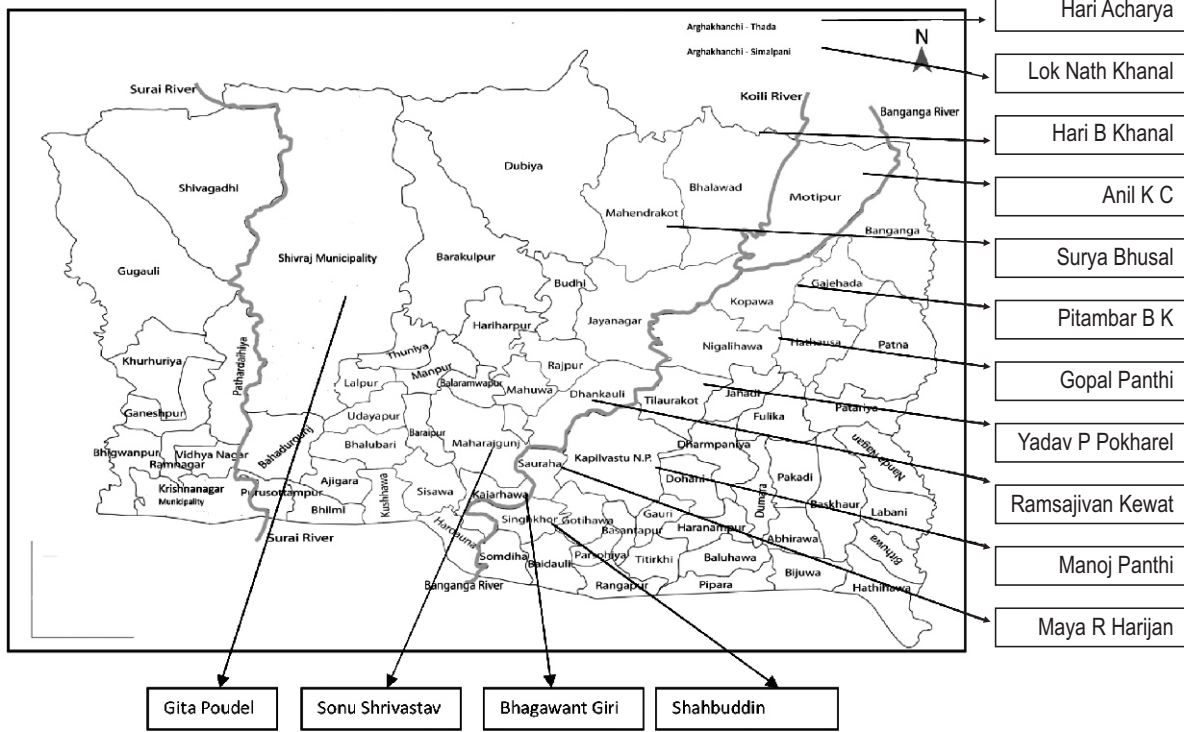 Hari Acharya
Arghakhanchi - Thada
Arghakhanchi - Simalpani
N
Lok Nath Khanal
Surai River
Koili River
Banganga River
Hari B Khanal
Dubiya
Shivagadhi
Bhalawad
Motipur
Anil K C
Mahendrakot
Banganga
Surya Bhusal
Shivraj Municipality
Barakulpur
Gugauli
Budhi
Gajehada
Kopawa
Pitambar B K
Jayanagar
Hariharpur
Nigalihawa
Hathausa
Patna
Khurhuriya
Pathardaihiya
Thuniya
Rajpur
Gopal Panthi
Manpur
Lalpur
Balaramwapur
Mahuwa
Dhankauli
Tilaurakot
Jahadi
Patariya
Ganeshpur
Udayapur
Fulika
Yadav P Pokharel
Bahadurgunj
Baraipur
Maharajgunj
Dharmpaniya
Nandanagan
Bhigwanpur
Vidhya Nagar
Ramnagar
Bhalubari
Kapilvastu N.P.
Sauraha
Dohani
Pakadi
Ramsajivan Kewat
Krishnanagar
Municipality
Purusottampur
Ajigara
Kushhawa
Sisawa
Kajarhawa
Dumara
Baskhaur
Labani
Bhilmi
Singhkhor
Gotihawa
Gauri
Basantapur
Haranampur
Abhirawa
Bithuwa
Manoj Panthi
Surai River
Hardauna
Somdiha
Baidauli
Parsohiya
Titirkhi
Baluhawa
Bijuwa
Banganga River
Rangapur
Pipara
Hathihawa
Maya R Harijan
Gita Poudel
Sonu Shrivastav
Bhagawant Giri
Shahbuddin